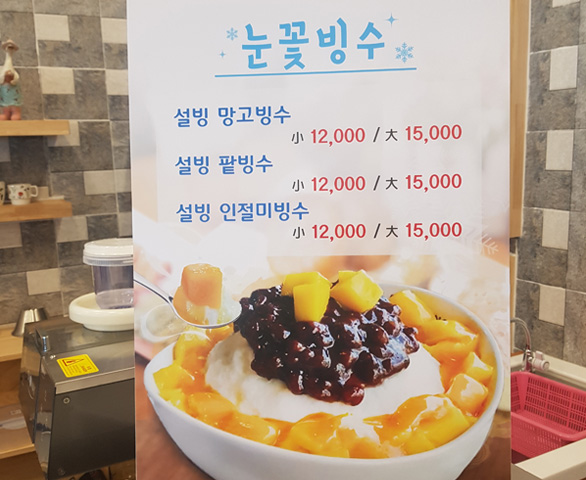 눈꽃빙수
설빙 망고빙수
小 12,000 / 大 15,000
설빙 팥빙수
小 12,000 / 大 15,000
설빙 인절미빙수
小 12,000 / 大 15,000